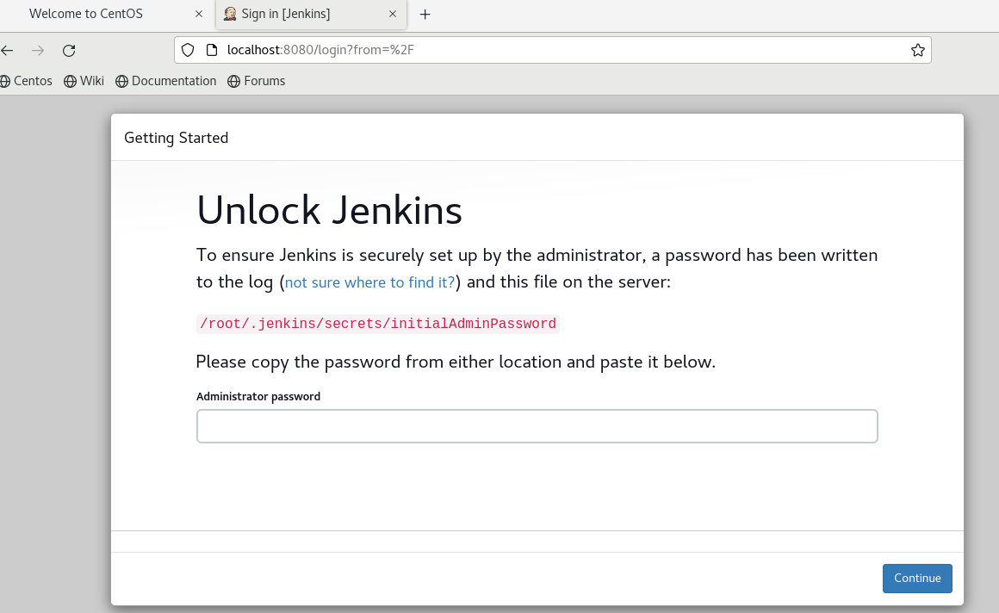 Welcome to CentOS
Sign in [Jenkins]
localhost:8080/login?from=%2F
Centos Wiki Documentation Forums
Getting Started
Unlock Jenkins
To ensure Jenkins is securely set up by the administrator, a password has been written
to the log (not sure where to find it?) and this file on the server:
/root/.jenkins/secrets/initialAdminPassword
Please copy the password from either location and paste it below.
Administrator password
Continue